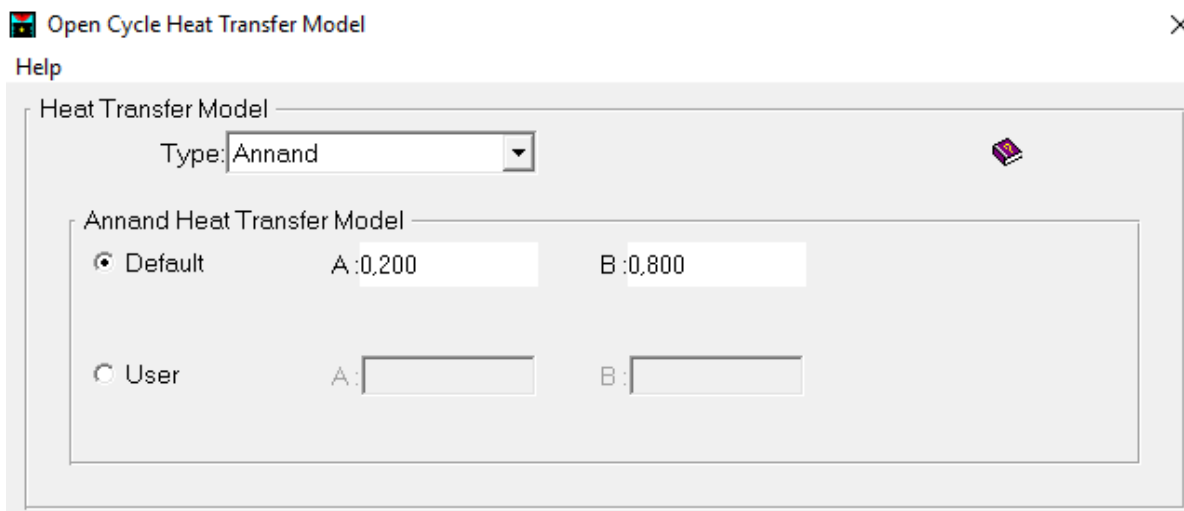 Open Cycle Heat Transfer Model
Help
Heat Transfer Model
Type: Annand
Annand Heat Transfer Model
Default A :0,200 B :0,800
User A : B :